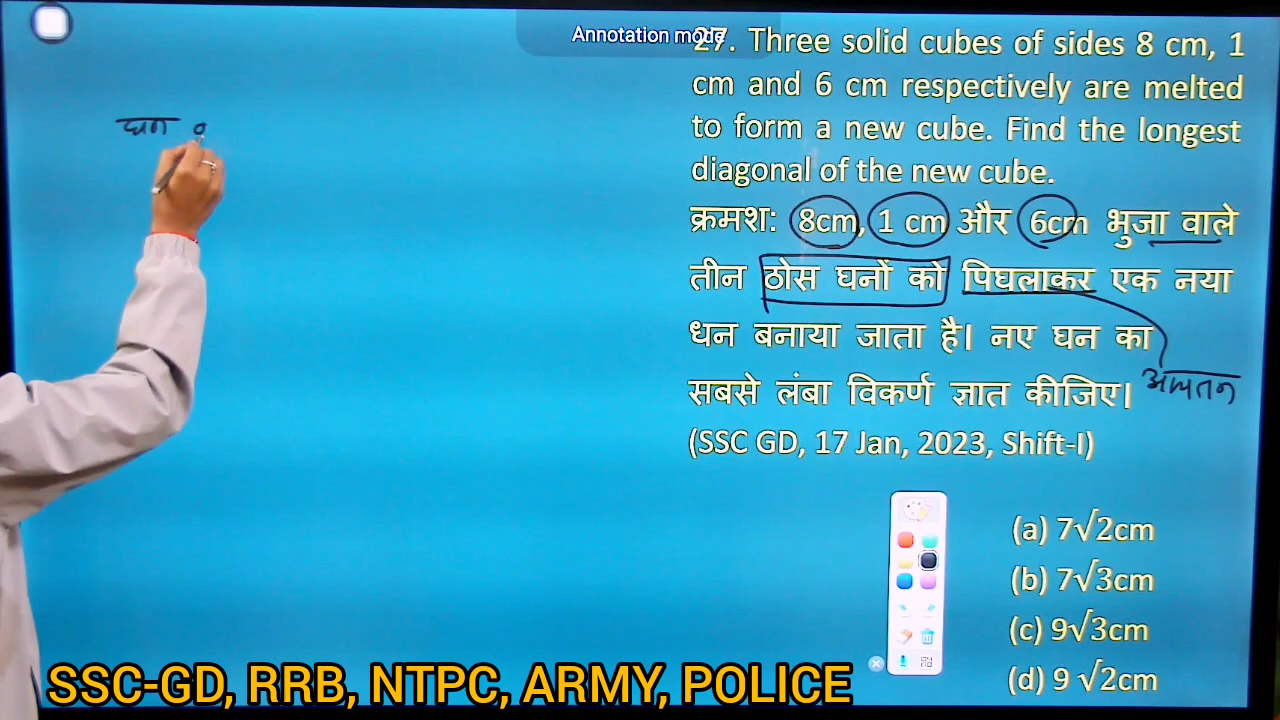 Annotation mode
27. Three solid cubes of sides 8 cm, 1
cm and 6 cm respectively are melted
to form a new cube. Find the longest
diagonal of the new cube.
क्रमश: 8cm, 1 cm और 6cm भुजा वाले
तीन ठोस घनों को पिघलाकर एक नया
धन बनाया जाता है। नए घन का
सबसे लंबा विकर्ण ज्ञात कीजिए।
(SSC GD, 17 Jan, 2023, Shift-I)
(a) 7√2cm
(b) 7√3cm
(c) 9√3cm
(d) 9 √2cm
घन
SSC-GD, RRB, NTPC, ARMY, POLICE